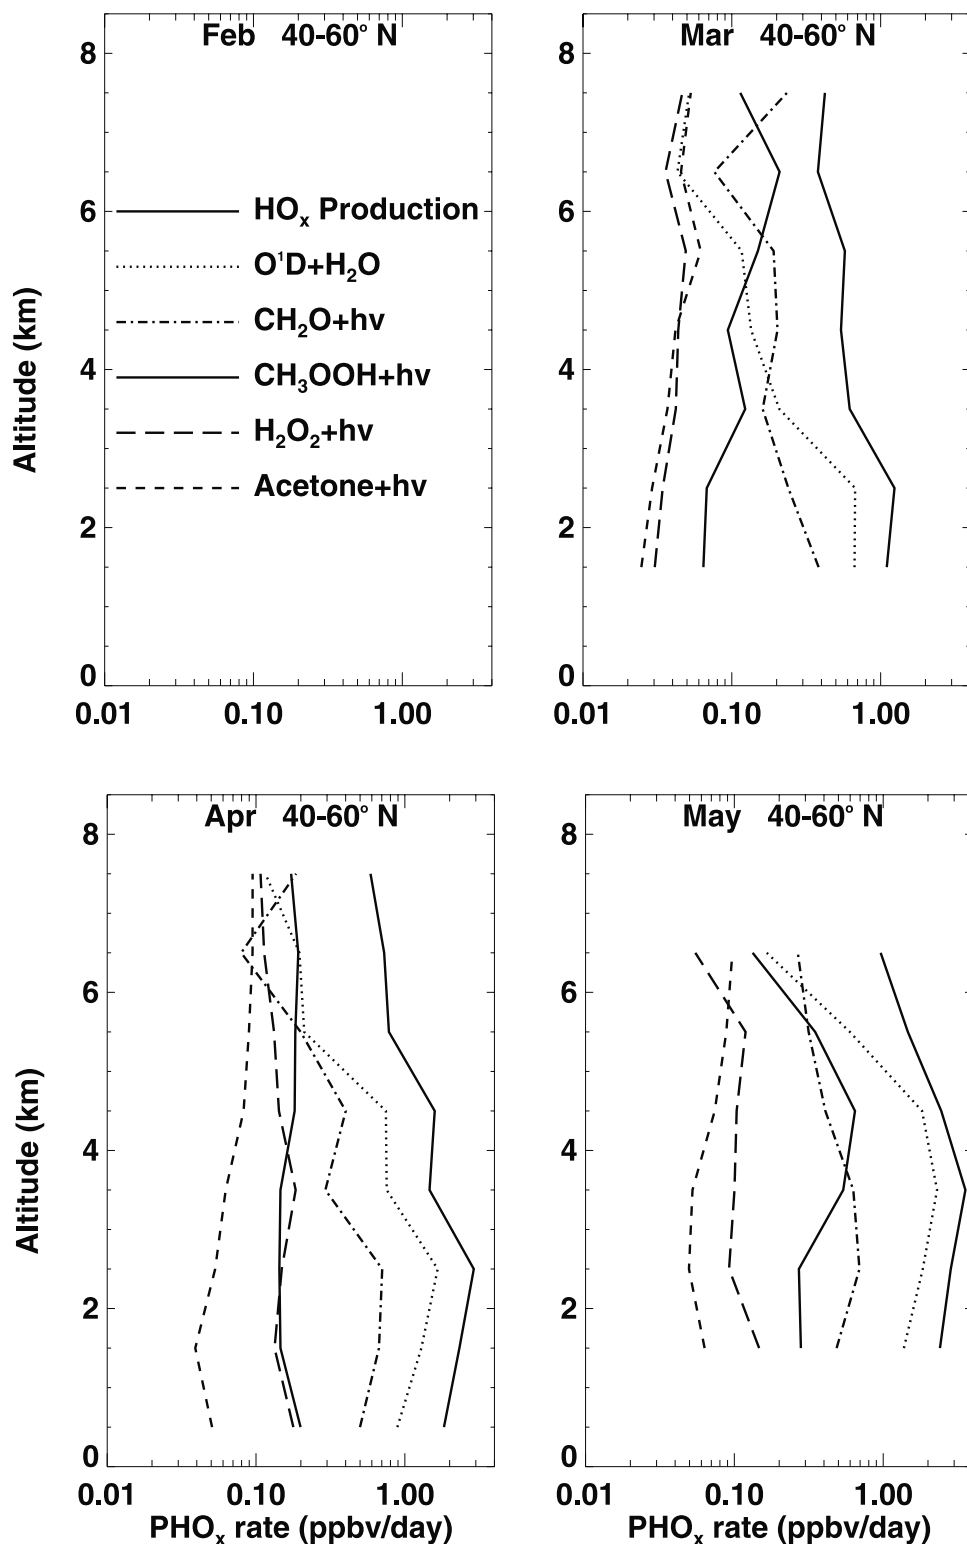 Feb 40-60° N
8
6
4
2
0
Altitude (km)
HOx Production
O¹D+H₂O
CH₂O+hv
CH₃OOH+hv
H₂O₂+hv
Acetone+hv
0.01 0.10 1.00
Mar 40-60° N
8
6
4
2
0
0.01 0.10 1.00
Apr 40-60° N
8
6
4
2
0
Altitude (km)
0.01 0.10 1.00
PHOx rate (ppbv/day)
May 40-60° N
8
6
4
2
0
0.01 0.10 1.00
PHOx rate (ppbv/day)